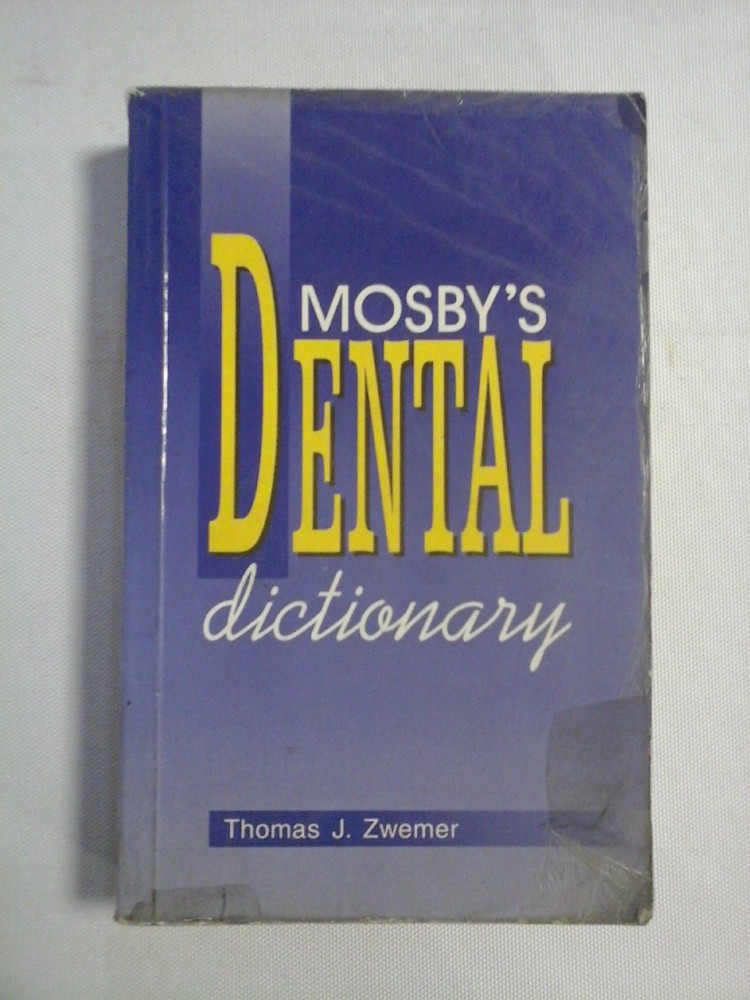 MOSBY'S
DENTAL
dictionary
Thomas J. Zwemer